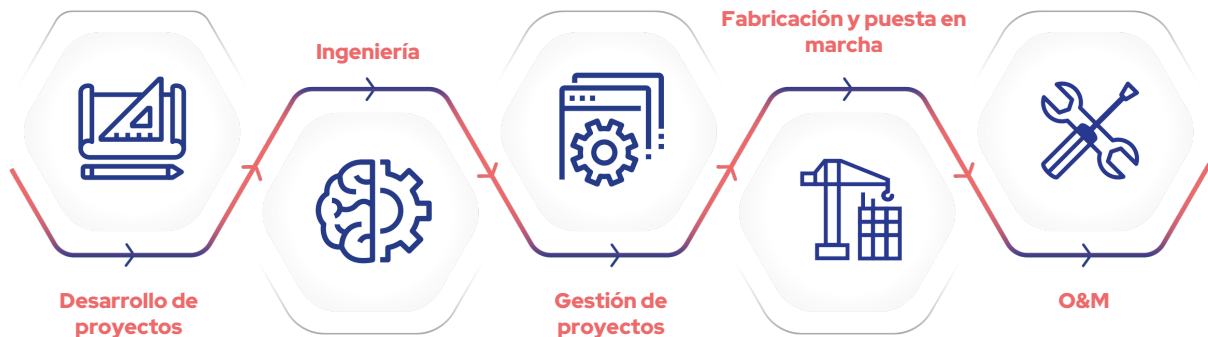 Desarrollo de
proyectos
Ingeniería
Gestión de
proyectos
Fabricación y puesta en
marcha
O&M